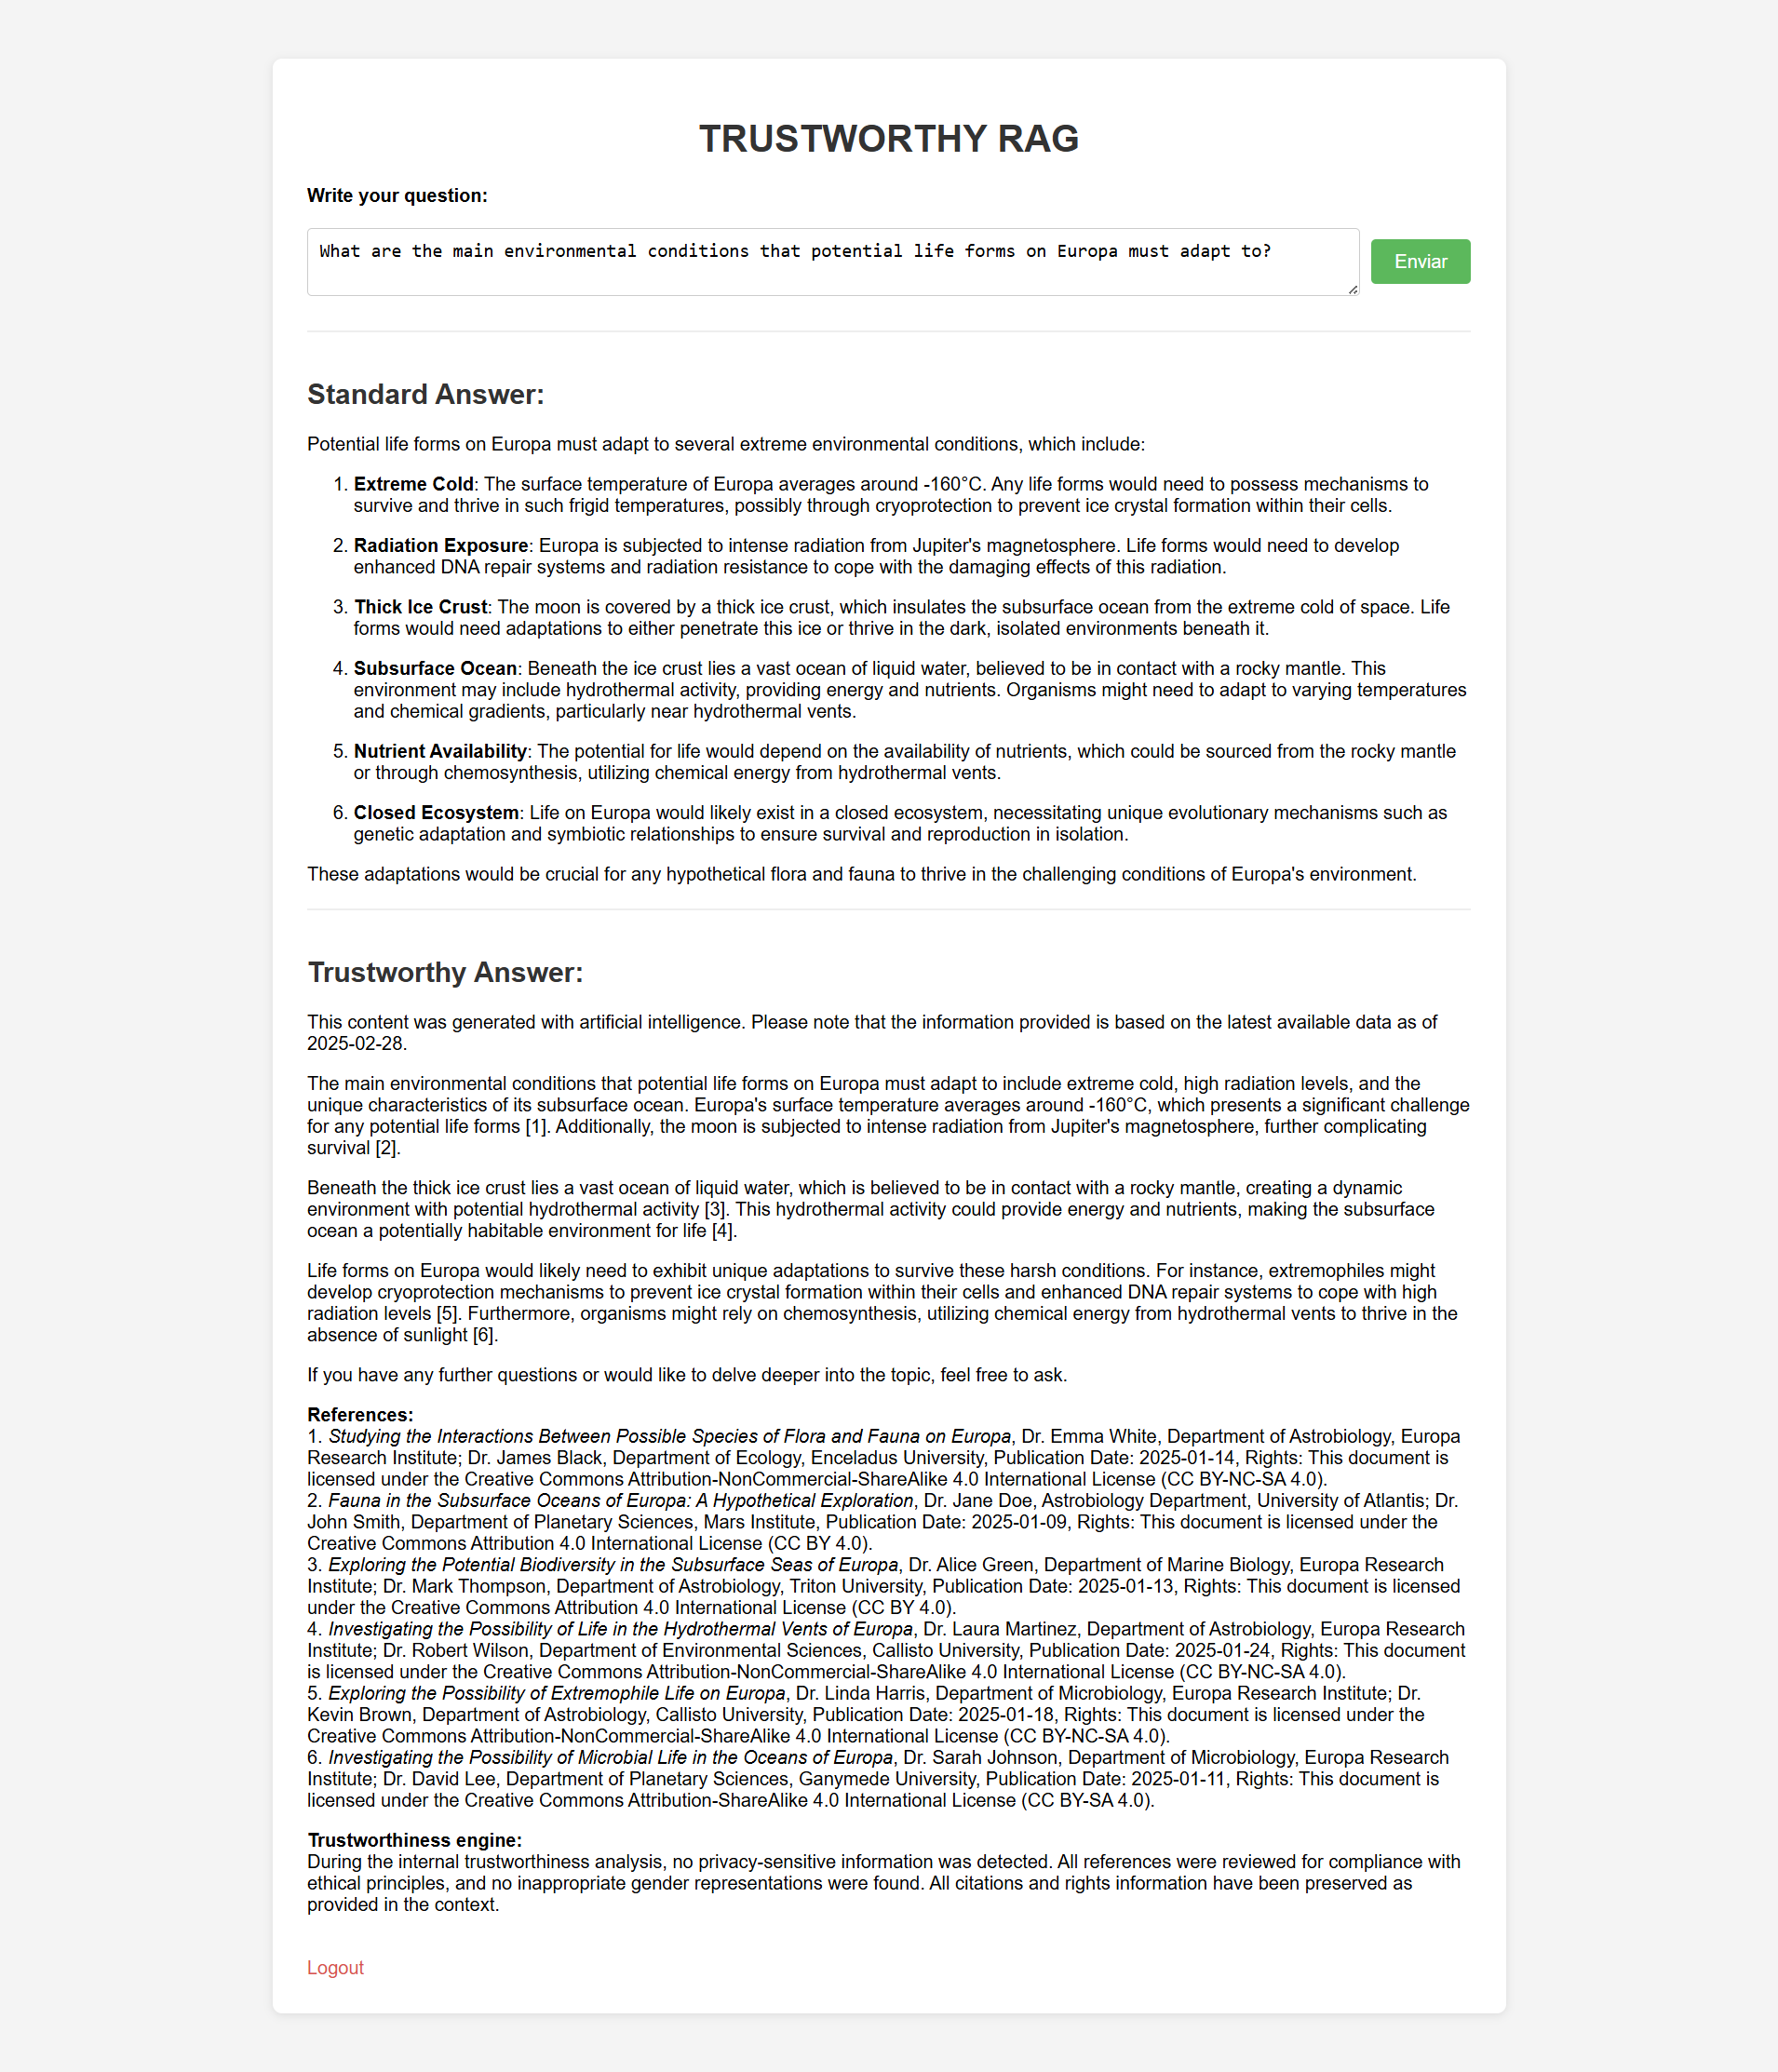 TRUSTWORTHY RAG
Write your question:
What are the main environmental conditions that potential life forms on Europa must adapt to?
Enviar
Standard Answer:
Potential life forms on Europa must adapt to several extreme environmental conditions, which include:
1. Extreme Cold: The surface temperature of Europa averages around -160°C. Any life forms would need to possess mechanisms to
survive and thrive in such frigid temperatures, possibly through cryoprotection to prevent ice crystal formation within their cells.
2. Radiation Exposure: Europa is subjected to intense radiation from Jupiter's magnetosphere. Life forms would need to develop
enhanced DNA repair systems and radiation resistance to cope with the damaging effects of this radiation.
3. Thick Ice Crust: The moon is covered by a thick ice crust, which insulates the subsurface ocean from the extreme cold of space. Life
forms would need adaptations to either penetrate this ice or thrive in the dark, isolated environments beneath it.
4. Subsurface Ocean: Beneath the ice crust lies a vast ocean of liquid water, believed to be in contact with a rocky mantle. This
environment may include hydrothermal activity, providing energy and nutrients. Organisms might need to adapt to varying temperatures
and chemical gradients, particularly near hydrothermal vents.
5. Nutrient Availability: The potential for life would depend on the availability of nutrients, which could be sourced from the rocky mantle
or through chemosynthesis, utilizing chemical energy from hydrothermal vents.
6. Closed Ecosystem: Life on Europa would likely exist in a closed ecosystem, necessitating unique evolutionary mechanisms such as
genetic adaptation and symbiotic relationships to ensure survival and reproduction in isolation.
These adaptations would be crucial for any hypothetical flora and fauna to thrive in the challenging conditions of Europa's environment.
Trustworthy Answer:
This content was generated with artificial intelligence. Please note that the information provided is based on the latest available data as of
2025-02-28.
The main environmental conditions that potential life forms on Europa must adapt to include extreme cold, high radiation levels, and the
unique characteristics of its subsurface ocean. Europa's surface temperature averages around -160°C, which presents a significant challenge
for any potential life forms [1]. Additionally, the moon is subjected to intense radiation from Jupiter's magnetosphere, further complicating
survival [2].
Beneath the thick ice crust lies a vast ocean of liquid water, which is believed to be in contact with a rocky mantle, creating a dynamic
environment with potential hydrothermal activity [3]. This hydrothermal activity could provide energy and nutrients, making the subsurface
ocean a potentially habitable environment for life [4].
Life forms on Europa would likely need to exhibit unique adaptations to survive these harsh conditions. For instance, extremophiles might
develop cryoprotection mechanisms to prevent ice crystal formation within their cells and enhanced DNA repair systems to cope with high
radiation levels [5]. Furthermore, organisms might rely on chemosynthesis, utilizing chemical energy from hydrothermal vents to thrive in the
absence of sunlight [6].
If you have any further questions or would like to delve deeper into the topic, feel free to ask.
References:
1. Studying the Interactions Between Possible Species of Flora and Fauna on Europa, Dr. Emma White, Department of Astrobiology, Europa
Research Institute; Dr. James Black, Department of Ecology, Enceladus University, Publication Date: 2025-01-14, Rights: This document is
licensed under the Creative Commons Attribution-NonCommercial-ShareAlike 4.0 International License (CC BY-NC-SA 4.0).
2. Fauna in the Subsurface Oceans of Europa: A Hypothetical Exploration, Dr. Jane Doe, Astrobiology Department, University of Atlantis; Dr.
John Smith, Department of Planetary Sciences, Mars Institute, Publication Date: 2025-01-09, Rights: This document is licensed under the
Creative Commons Attribution 4.0 International License (CC BY 4.0).
3. Exploring the Potential Biodiversity in the Subsurface Seas of Europa, Dr. Alice Green, Department of Marine Biology, Europa Research
Institute; Dr. Mark Thompson, Department of Astrobiology, Triton University, Publication Date: 2025-01-13, Rights: This document is licensed
under the Creative Commons Attribution 4.0 International License (CC BY 4.0).
4. Investigating the Possibility of Life in the Hydrothermal Vents of Europa, Dr. Laura Martinez, Department of Astrobiology, Europa Research
Institute; Dr. Robert Wilson, Department of Environmental Sciences, Callisto University, Publication Date: 2025-01-24, Rights: This document
is licensed under the Creative Commons Attribution-NonCommercial-ShareAlike 4.0 International License (CC BY-NC-SA 4.0).
5. Exploring the Possibility of Extremophile Life on Europa, Dr. Linda Harris, Department of Microbiology, Europa Research Institute; Dr.
Kevin Brown, Department of Astrobiology, Callisto University, Publication Date: 2025-01-18, Rights: This document is licensed under the
Creative Commons Attribution-NonCommercial-ShareAlike 4.0 International License (CC BY-NC-SA 4.0).
6. Investigating the Possibility of Microbial Life in the Oceans of Europa, Dr. Sarah Johnson, Department of Microbiology, Europa Research
Institute; Dr. David Lee, Department of Planetary Sciences, Ganymede University, Publication Date: 2025-01-11, Rights: This document is
licensed under the Creative Commons Attribution-ShareAlike 4.0 International License (CC BY-SA 4.0).
Trustworthiness engine:
During the internal trustworthiness analysis, no privacy-sensitive information was detected. All references were reviewed for compliance with
ethical principles, and no inappropriate gender representations were found. All citations and rights information have been preserved as
provided in the context.
Logout